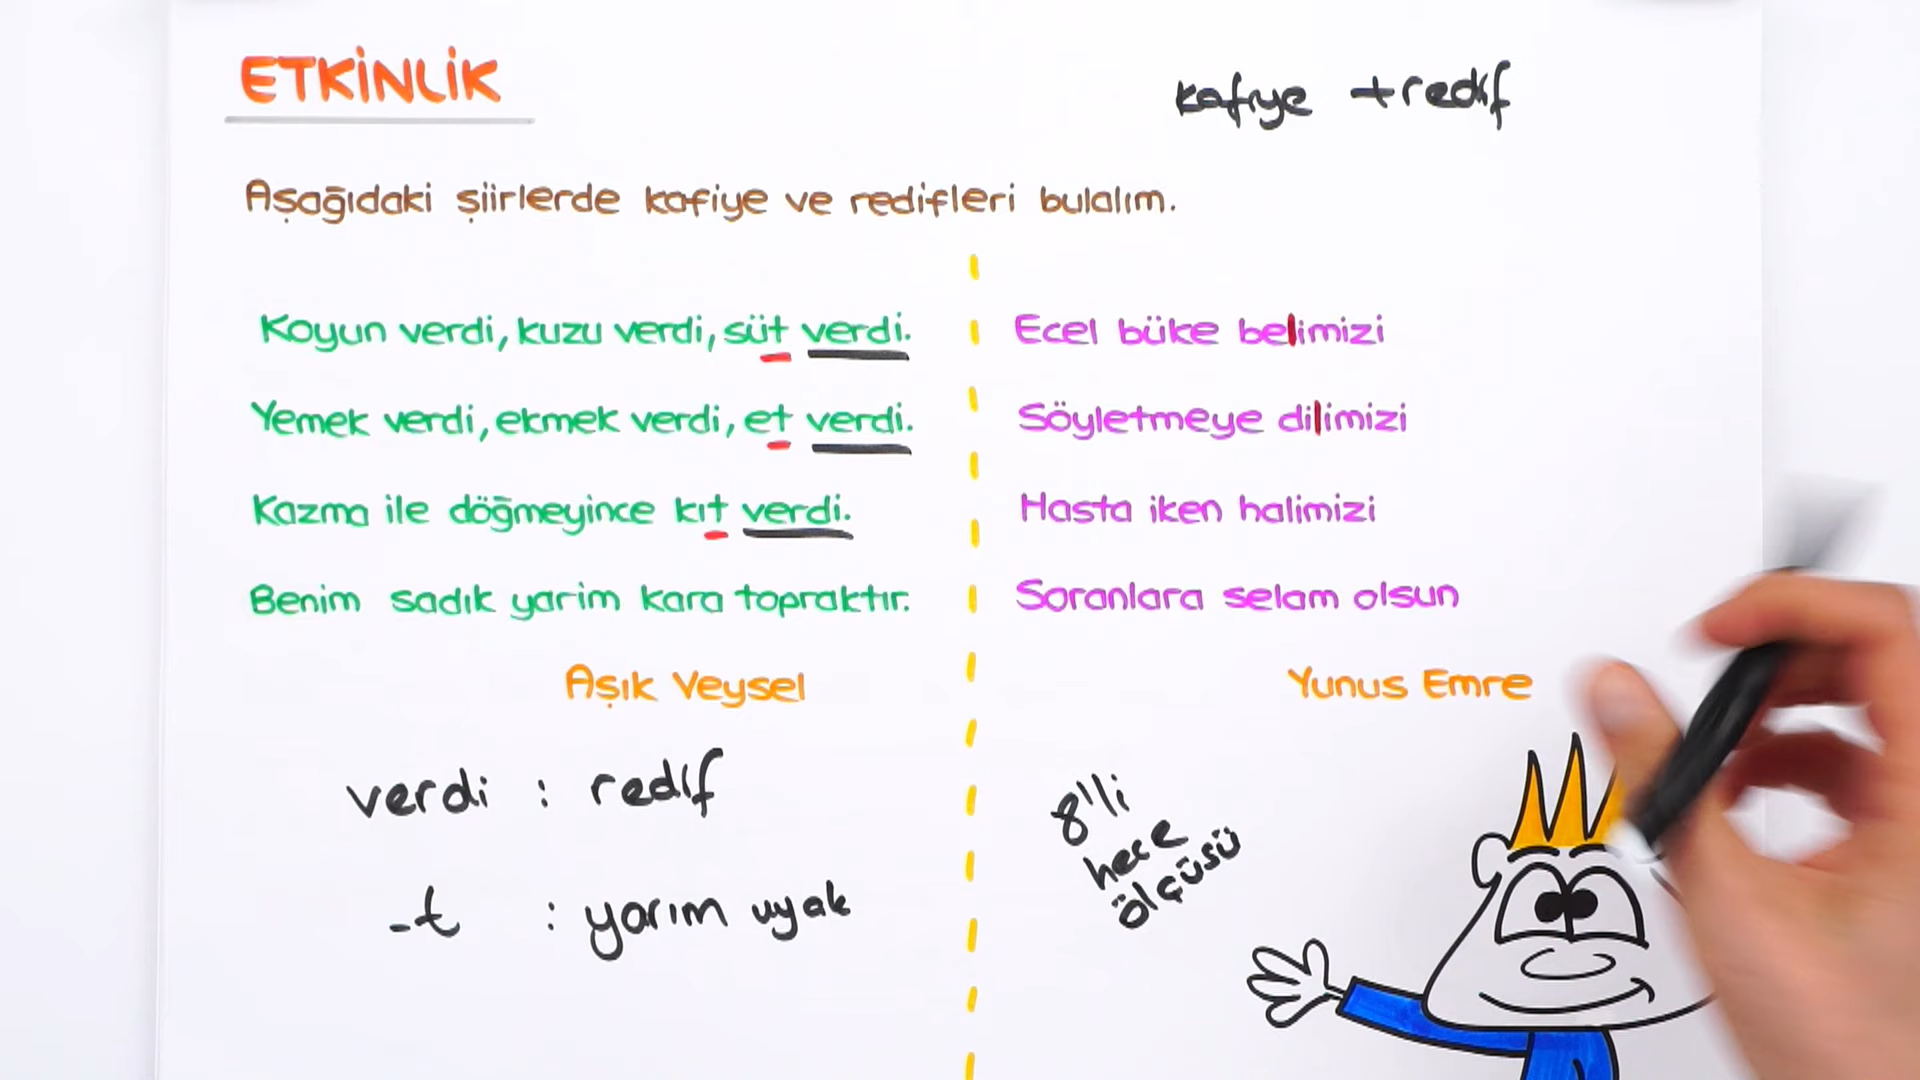 ETKİNLİK
kafiye + redif
Aşağıdaki şiirlerde kafiye ve redifleri bulalım.
Koyun verdi, kuzu verdi, süt verdi.
Yemek verdi, ekmek verdi, et verdi.
Kazma ile döğmeyince kıt verdi.
Benim sadık yarim kara topraktır.
Aşık Veysel
verdi : redif
-t : yarım uyak
Ecel büke belimizi
Söyletmeye dilimizi
Hasta iken halimizi
Soranlara selam olsun
Yunus Emre
8'li
hece
ölçüsü